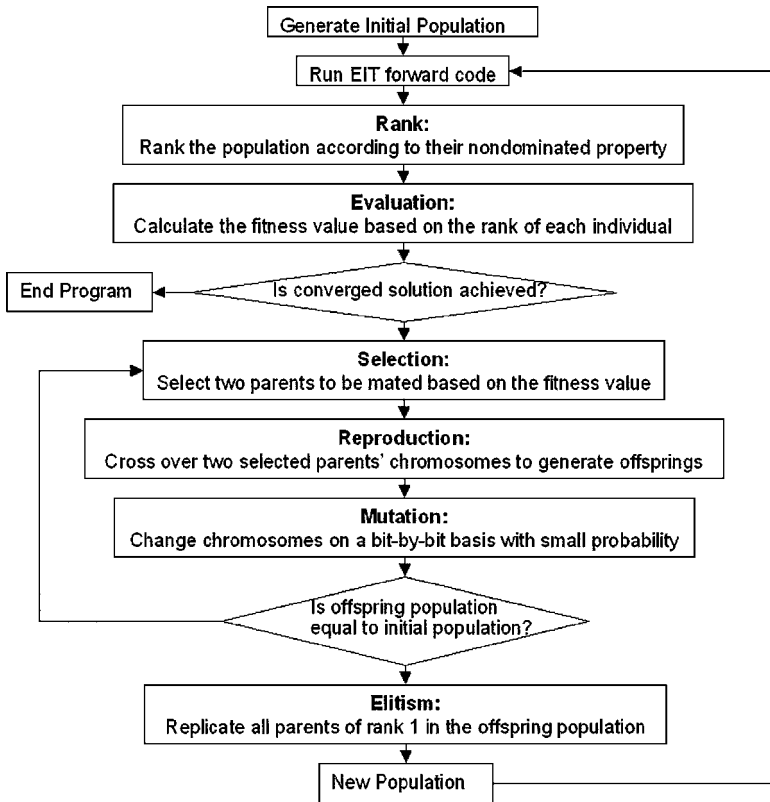 Generate Initial Population
Run EIT forward code
Rank:
Rank the population according to their nondominated property
Evaluation:
Calculate the fitness value based on the rank of each individual
Is converged solution achieved?
End Program
Selection:
Select two parents to be mated based on the fitness value
Reproduction:
Cross over two selected parents’ chromosomes to generate offsprings
Mutation:
Change chromosomes on a bit-by-bit basis with small probability
Is offspring population
equal to initial population?
Elitism:
Replicate all parents of rank 1 in the offspring population
New Population